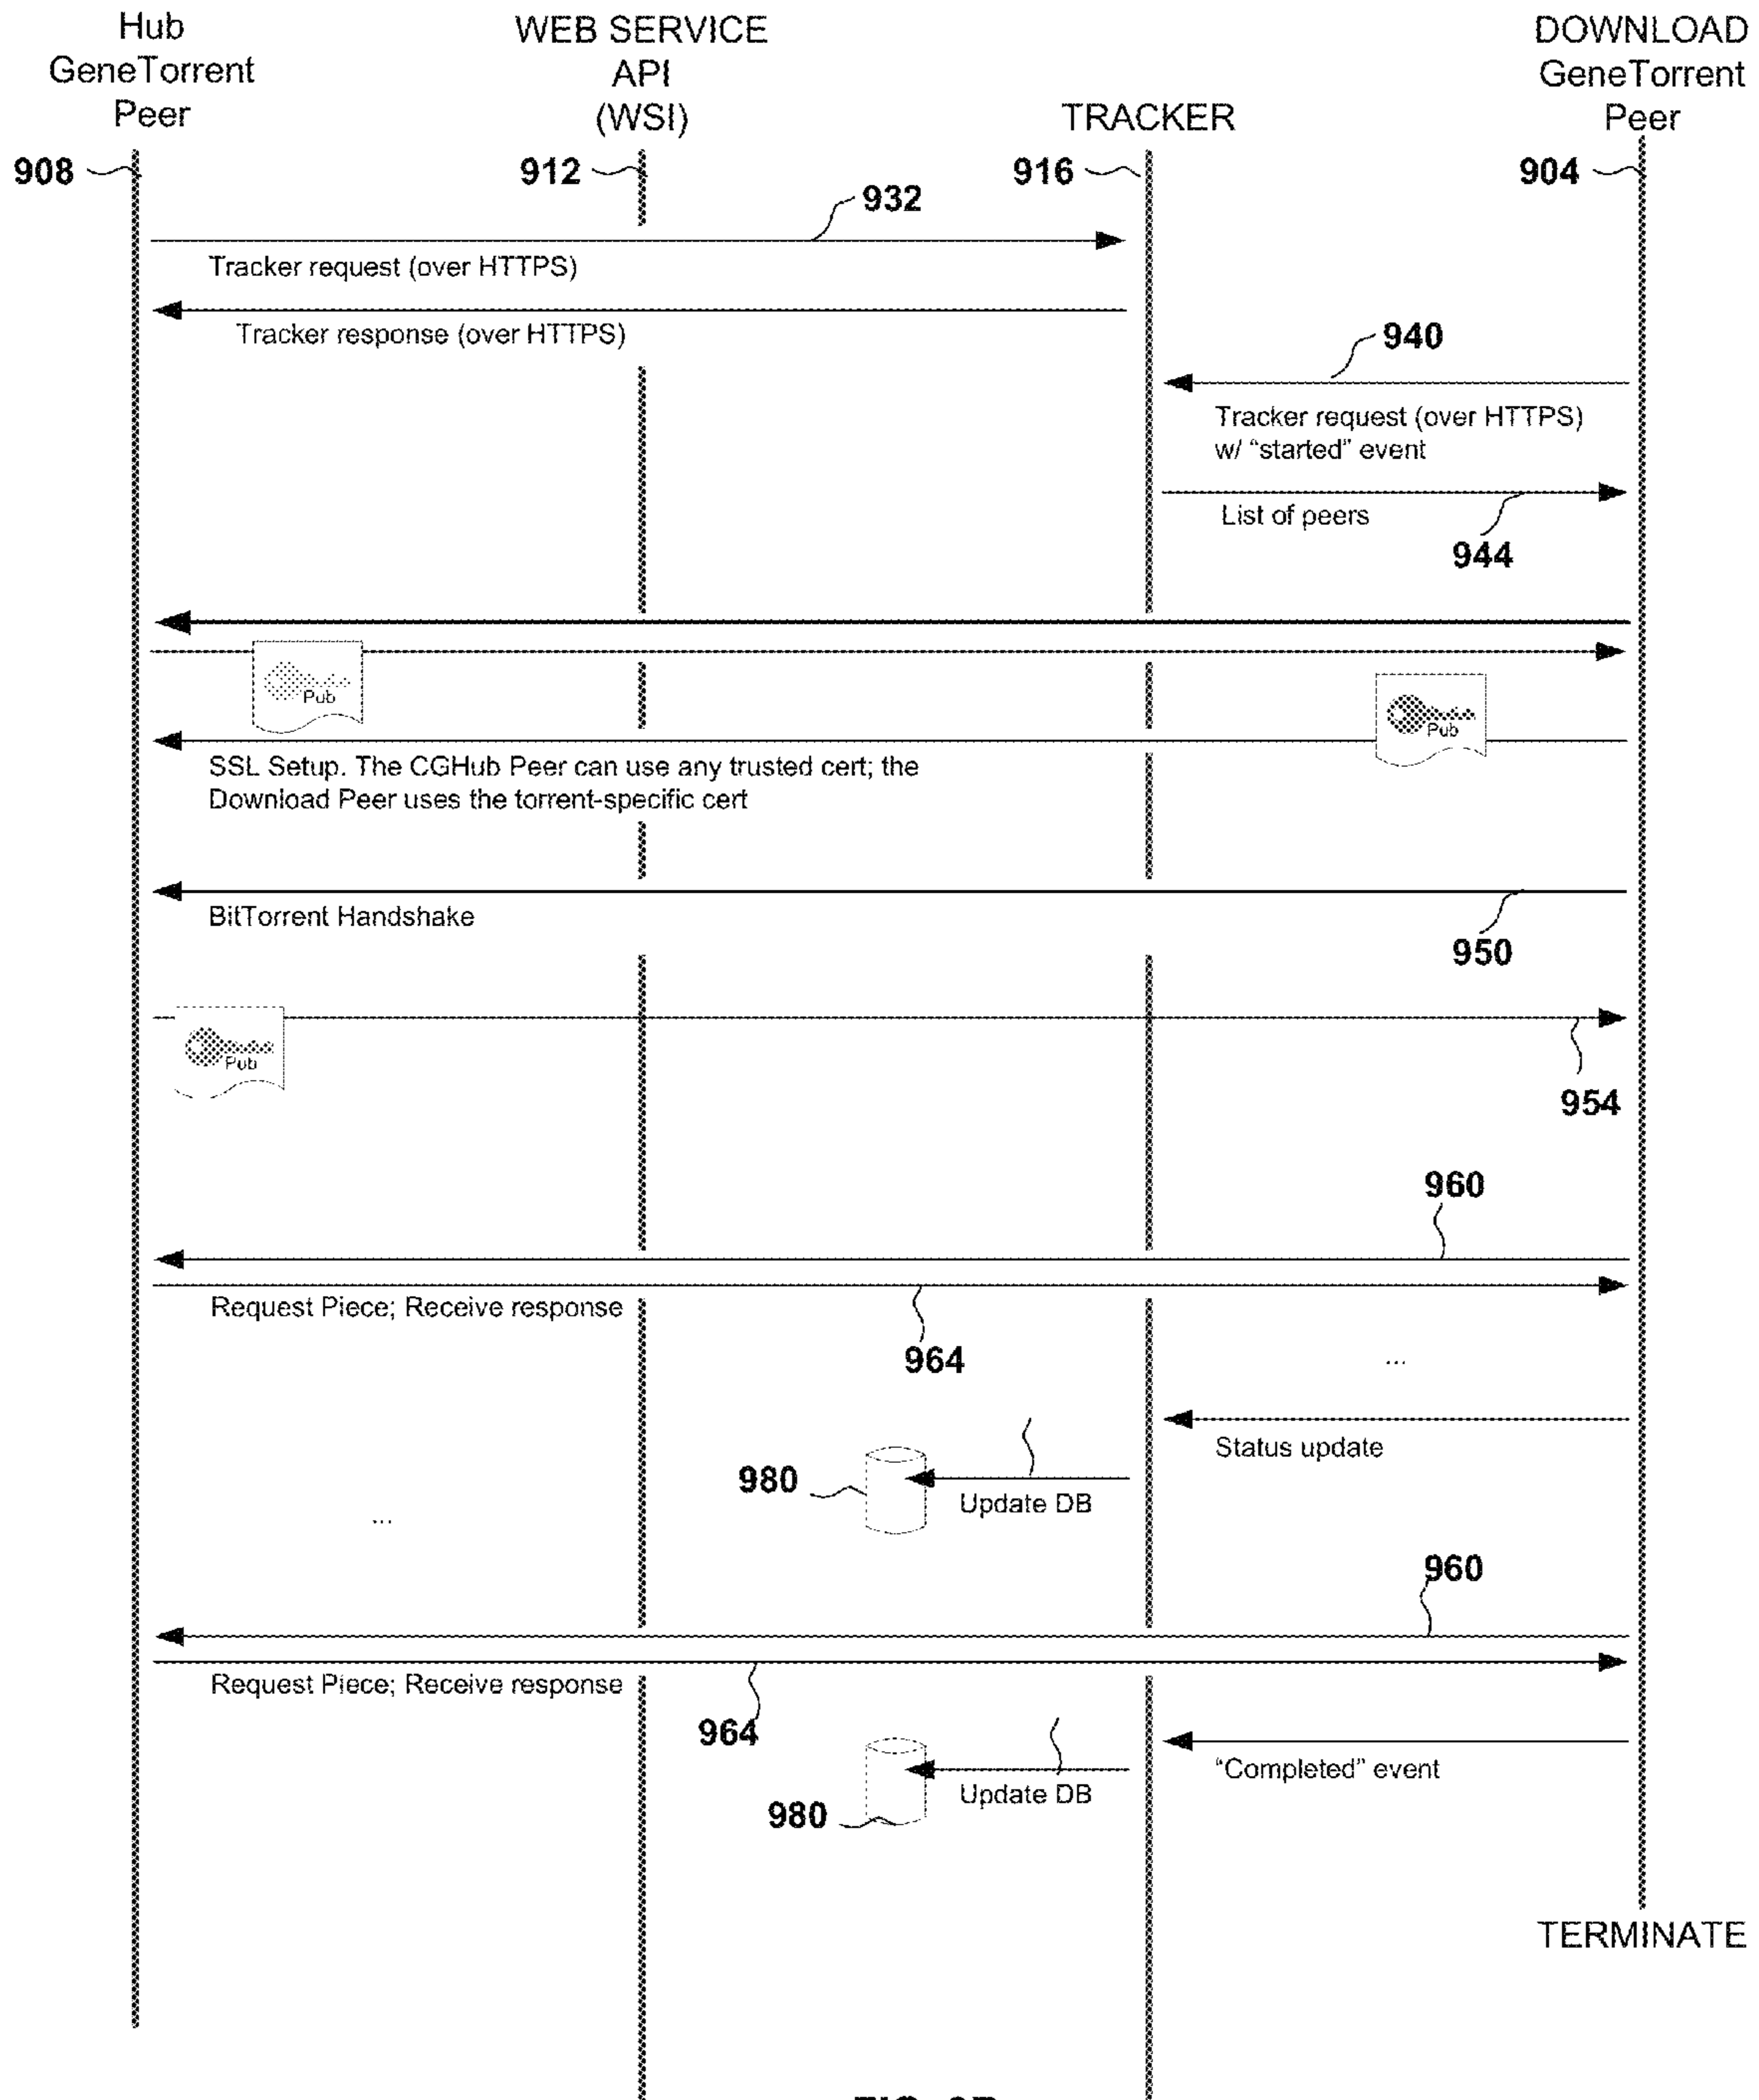 Hub
GeneTorrent
Peer
WEB SERVICE
API
(WSI)
TRACKER
DOWNLOAD
GeneTorrent
Peer
908
912
916
904
932
Tracker request (over HTTPS)
Tracker response (over HTTPS)
940
Tracker request (over HTTPS)
w/ “started” event
List of peers
944
Pub
Pub
SSL Setup. The CGHub Peer can use any trusted cert; the
Download Peer uses the torrent-specific cert
BitTorrent Handshake
950
Pub
954
960
Request Piece; Receive response
964
...
Status update
980
Update DB
...
960
Request Piece; Receive response
964
“Completed” event
Update DB
980
TERMINATE